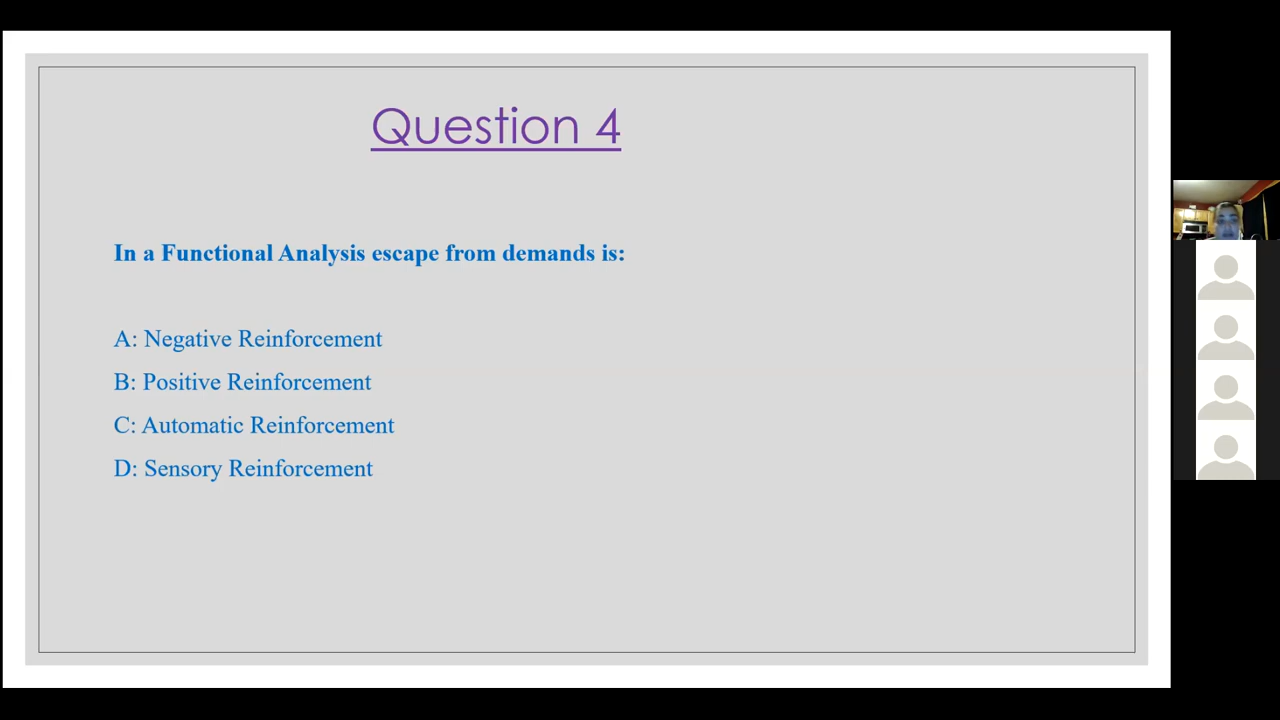 Question 4
In a Functional Analysis escape from demands is:
A: Negative Reinforcement
B: Positive Reinforcement
C: Automatic Reinforcement
D: Sensory Reinforcement